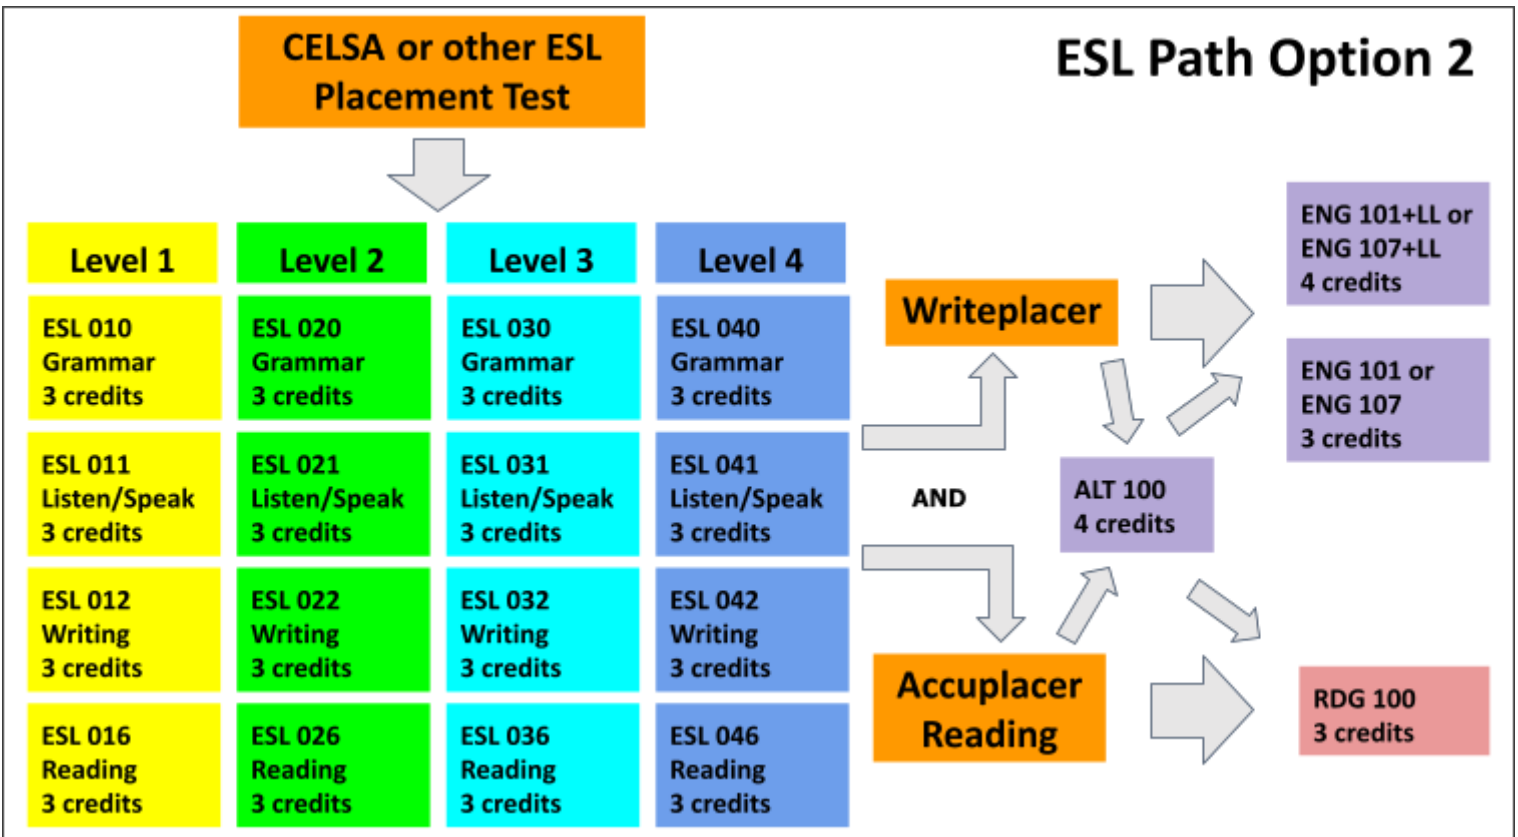 CELSA or other ESL
Placement Test
ESL Path Option 2
Level 1
Level 2
Level 3
Level 4
ESL 010
Grammar
3 credits
ESL 020
Grammar
3 credits
ESL 030
Grammar
3 credits
ESL 040
Grammar
3 credits
ESL 011
Listen/Speak
3 credits
ESL 021
Listen/Speak
3 credits
ESL 031
Listen/Speak
3 credits
ESL 041
Listen/Speak
3 credits
ESL 012
Writing
3 credits
ESL 022
Writing
3 credits
ESL 032
Writing
3 credits
ESL 042
Writing
3 credits
ESL 016
Reading
3 credits
ESL 026
Reading
3 credits
ESL 036
Reading
3 credits
ESL 046
Reading
3 credits
Writeplacer
AND
Accuplacer
Reading
ALT 100
4 credits
ENG 101+LL or
ENG 107+LL
4 credits
ENG 101 or
ENG 107
3 credits
RDG 100
3 credits